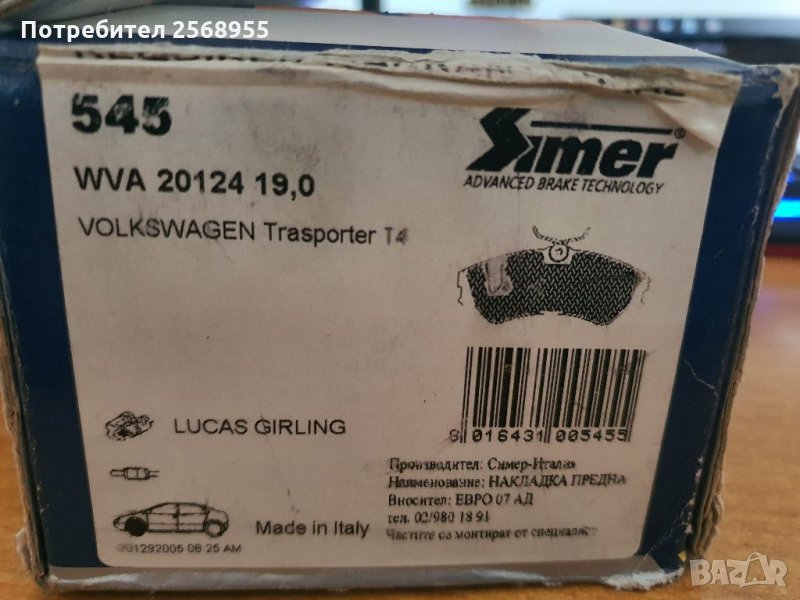 Потребител 2568955
545
Simer®
ADVANCED BRAKE TECHNOLOGY
WVA 20124 19,0
VOLKSWAGEN Trasporter T4
LUCAS GIRLING
8 016431 005455
Производител: Симер-Италия
Наименование: НАКЛАДКА ПРЕДНА
Вносител: ЕВРО 07 АД
тел. 02/980 18 91
Частите се монтират от специалист
Made in Italy
201292005 08 25 AM
BAZAR